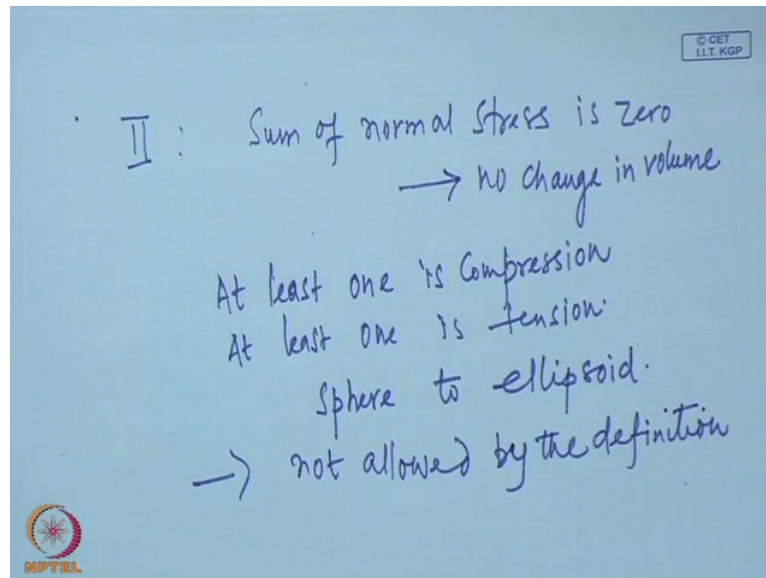 © CET
I.I.T. KGP
II : Sum of normal stress is zero
→ no change in volume
At least one is compression
At least one is tension.
Sphere to ellipsoid.
→ not allowed by the definition
NPTEL